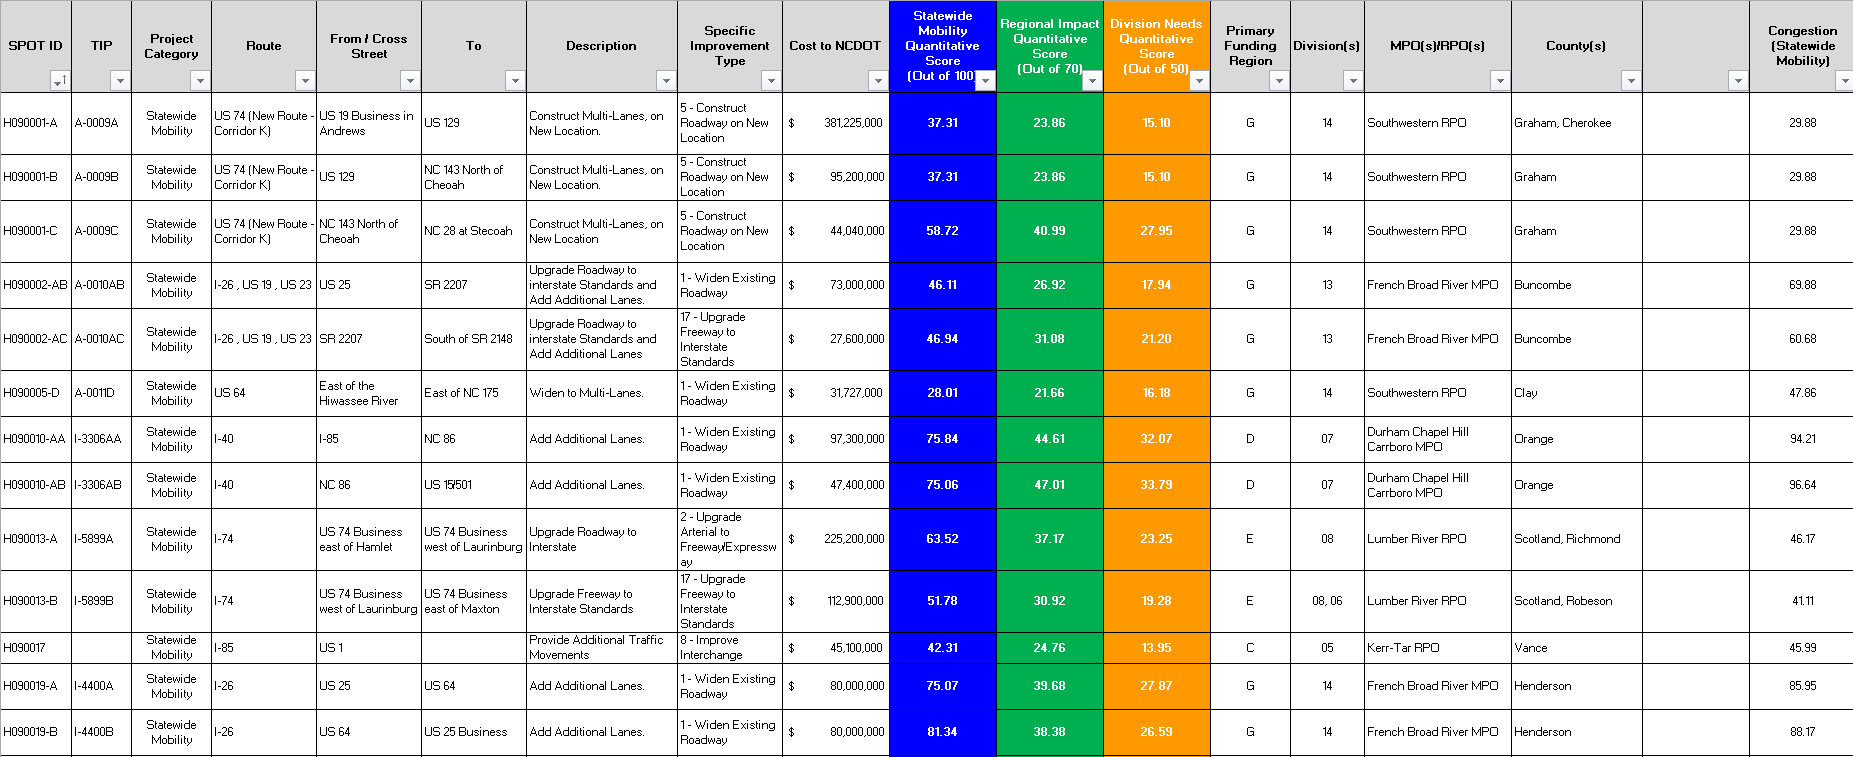 SPOT ID
TIP
Project
Category
Route
From / Cross
Street
To
Description
Specific
Improvement
Type
Cost to NCDOT
Statewide
Mobility
Quantitative
Score
(Out of 100)
Regional Impact
Quantitative
Score
(Out of 70)
Division Needs
Quantitative
Score
(Out of 50)
Primary
Funding
Region
Division(s)
MPO(s)/RPO(s)
County(s)
Congestion
(Statewide
Mobility)
H090001-A
A-0009A
Statewide
Mobility
US 74 (New Route -
Corridor K)
US 19 Business in
Andrews
US 129
Construct Multi-Lanes, on
New Location.
5 - Construct
Roadway on New
Location
$ 381,225,000
37.31
23.86
15.10
G
14
Southwestern RPO
Graham, Cherokee
29.88
H090001-B
A-0009B
Statewide
Mobility
US 74 (New Route -
Corridor K)
US 129
NC 143 North of
Cheoah
Construct Multi-Lanes, on
New Location.
5 - Construct
Roadway on New
Location
$ 95,200,000
37.31
23.86
15.10
G
14
Southwestern RPO
Graham
29.88
H090001-C
A-0009C
Statewide
Mobility
US 74 (New Route -
Corridor K)
NC 143 North of
Cheoah
NC 28 at Stecoah
Construct Multi-Lanes, on
New Location
5 - Construct
Roadway on New
Location
$ 44,040,000
58.72
40.99
27.95
G
14
Southwestern RPO
Graham
29.88
H090002-AB
A-0010AB
Statewide
Mobility
I-26 , US 19 , US 23
US 25
SR 2207
Upgrade Roadway to
interstate Standards and
Add Additional Lanes.
1 - Widen Existing
Roadway
$ 73,000,000
46.11
26.92
17.94
G
13
French Broad River MPO
Buncombe
69.88
H090002-AC
A-0010AC
Statewide
Mobility
I-26 , US 19 , US 23
SR 2207
South of SR 2148
Upgrade Roadway to
interstate Standards and
Add Additional Lanes
17 - Upgrade
Freeway to
Interstate
Standards
$ 27,600,000
46.94
31.08
21.20
G
13
French Broad River MPO
Buncombe
60.68
H090005-D
A-0011D
Statewide
Mobility
US 64
East of the
Hiwassee River
East of NC 175
Widen to Multi-Lanes.
1 - Widen Existing
Roadway
$ 31,727,000
28.01
21.66
16.18
G
14
Southwestern RPO
Clay
47.86
H090010-AA
I-3306AA
Statewide
Mobility
I-40
I-85
NC 86
Add Additional Lanes.
1 - Widen Existing
Roadway
$ 97,300,000
75.84
44.61
32.07
D
07
Durham Chapel Hill
Carrboro MPO
Orange
94.21
H090010-AB
I-3306AB
Statewide
Mobility
I-40
NC 86
US 15/501
Add Additional Lanes.
1 - Widen Existing
Roadway
$ 47,400,000
75.06
47.01
33.79
D
07
Durham Chapel Hill
Carrboro MPO
Orange
96.64
H090013-A
I-5899A
Statewide
Mobility
I-74
US 74 Business
east of Hamlet
US 74 Business
west of Laurinburg
Upgrade Roadway to
Interstate
2 - Upgrade
Arterial to
Freeway/Expressw
ay
$ 225,200,000
63.52
37.17
23.25
E
08
Lumber River RPO
Scotland, Richmond
46.17
H090013-B
I-5899B
Statewide
Mobility
I-74
US 74 Business
west of Laurinburg
US 74 Business
east of Maxton
Upgrade Freeway to
Interstate Standards
17 - Upgrade
Freeway to
Interstate
Standards
$ 112,900,000
51.78
30.92
19.28
E
08, 06
Lumber River RPO
Scotland, Robeson
41.11
H090017
Statewide
Mobility
I-85
US 1
Provide Additional Traffic
Movements
8 - Improve
Interchange
$ 45,100,000
42.31
24.76
13.95
C
05
Kerr-Tar RPO
Vance
45.99
H090019-A
I-4400A
Statewide
Mobility
I-26
US 25
US 64
Add Additional Lanes.
1 - Widen Existing
Roadway
$ 80,000,000
75.07
39.68
27.87
G
14
French Broad River MPO
Henderson
85.95
H090019-B
I-4400B
Statewide
Mobility
I-26
US 64
US 25 Business
Add Additional Lanes.
1 - Widen Existing
Roadway
$ 80,000,000
81.34
38.38
26.59
G
14
French Broad River MPO
Henderson
88.17